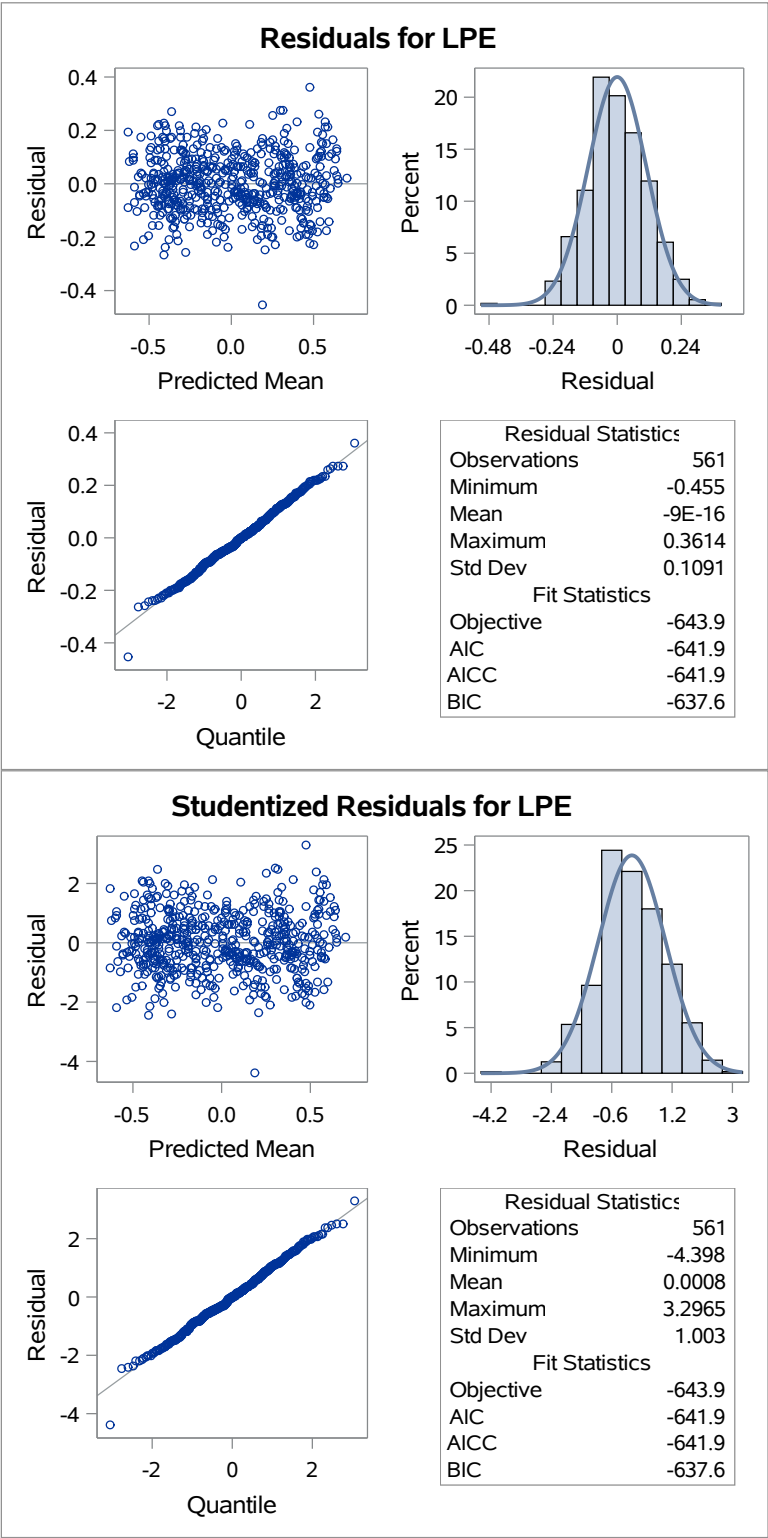 Residuals for LPE
0.4
0.2
0.0
-0.2
-0.4
Residual
-0.5 0.0 0.5
Predicted Mean
20
15
10
5
0
Percent
-0.48 -0.24 0 0.24
Residual
0.4
0.2
0.0
-0.2
-0.4
Residual
-2 0 2
Quantile
Residual Statistics
Observations 561
Minimum -0.455
Mean -9E-16
Maximum 0.3614
Std Dev 0.1091
Fit Statistics
Objective -643.9
AIC -641.9
AICC -641.9
BIC -637.6
Studentized Residuals for LPE
2
0
-2
-4
Residual
-0.5 0.0 0.5
Predicted Mean
25
20
15
10
5
0
Percent
-4.2 -2.4 -0.6 1.2 3
Residual
2
0
-2
-4
Residual
-2 0 2
Quantile
Residual Statistics
Observations 561
Minimum -4.398
Mean 0.0008
Maximum 3.2965
Std Dev 1.003
Fit Statistics
Objective -643.9
AIC -641.9
AICC -641.9
BIC -637.6